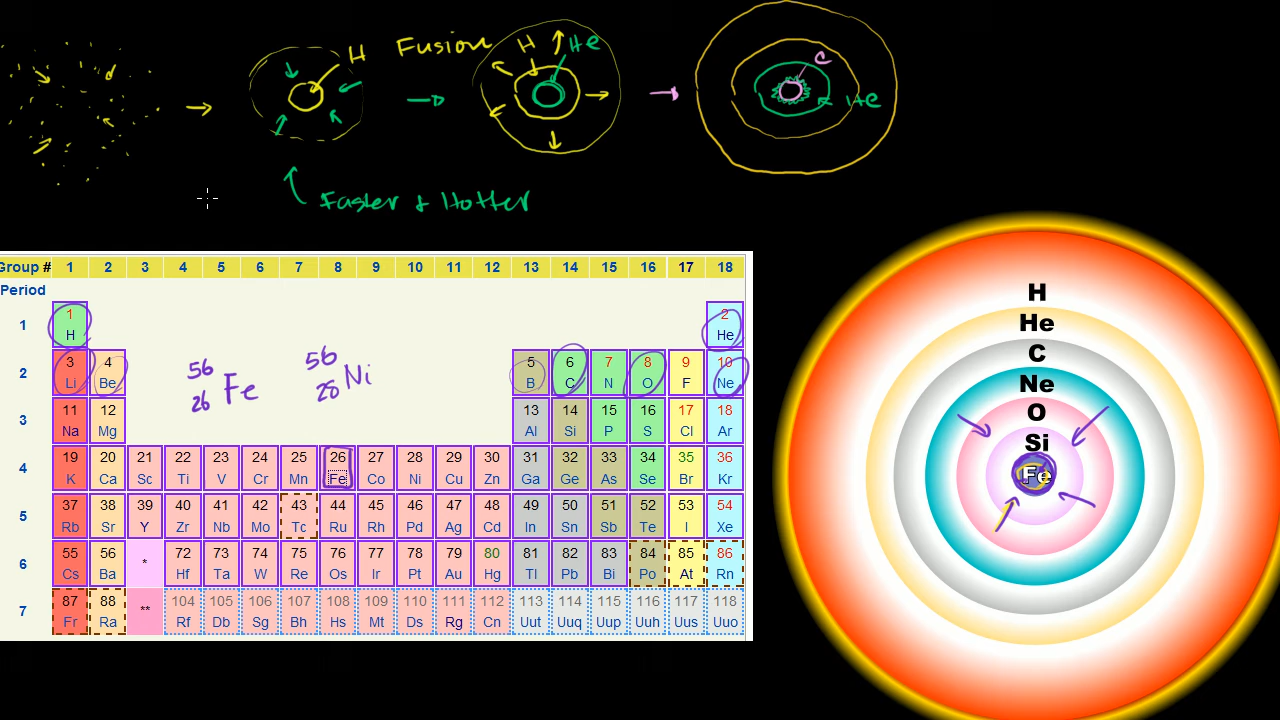 H Fusion H He C He
Faster + Hotter
Group # 1 2 3 4 5 6 7 8 9 10 11 12 13 14 15 16 17 18
Period
1 1 H 2 He
2 3 Li 4 Be 5 B 6 C 7 N 8 O 9 F 10 Ne
3 11 Na 12 Mg 13 Al 14 Si 15 P 16 S 17 Cl 18 Ar
4 19 K 20 Ca 21 Sc 22 Ti 23 V 24 Cr 25 Mn 26 Fe 27 Co 28 Ni 29 Cu 30 Zn 31 Ga 32 Ge 33 As 34 Se 35 Br 36 Kr
5 37 Rb 38 Sr 39 Y 40 Zr 41 Nb 42 Mo 43 Tc 44 Ru 45 Rh 46 Pd 47 Ag 48 Cd 49 In 50 Sn 51 Sb 52 Te 53 I 54 Xe
6 55 Cs 56 Ba * 72 Hf 73 Ta 74 W 75 Re 76 Os 77 Ir 78 Pt 79 Au 80 Hg 81 Tl 82 Pb 83 Bi 84 Po 85 At 86 Rn
7 87 Fr 88 Ra ** 104 Rf 105 Db 106 Sg 107 Bh 108 Hs 109 Mt 110 Ds 111 Rg 112 Cn 113 Uut 114 Uuq 115 Uup 116 Uuh 117 Uus 118 Uuo
56 26 Fe 56 28 Ni
H
He
C
Ne
O
Si
Fe